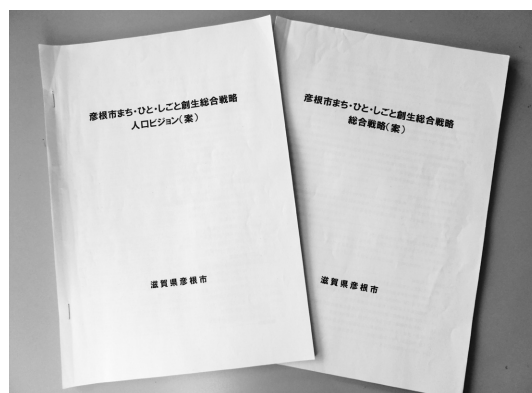 彦根市まち・ひと・しごと創生総合戦略
人口ビジョン(案)
滋賀県彦根市
彦根市まち・ひと・しごと創生総合戦略
総合戦略(案)
滋賀県彦根市